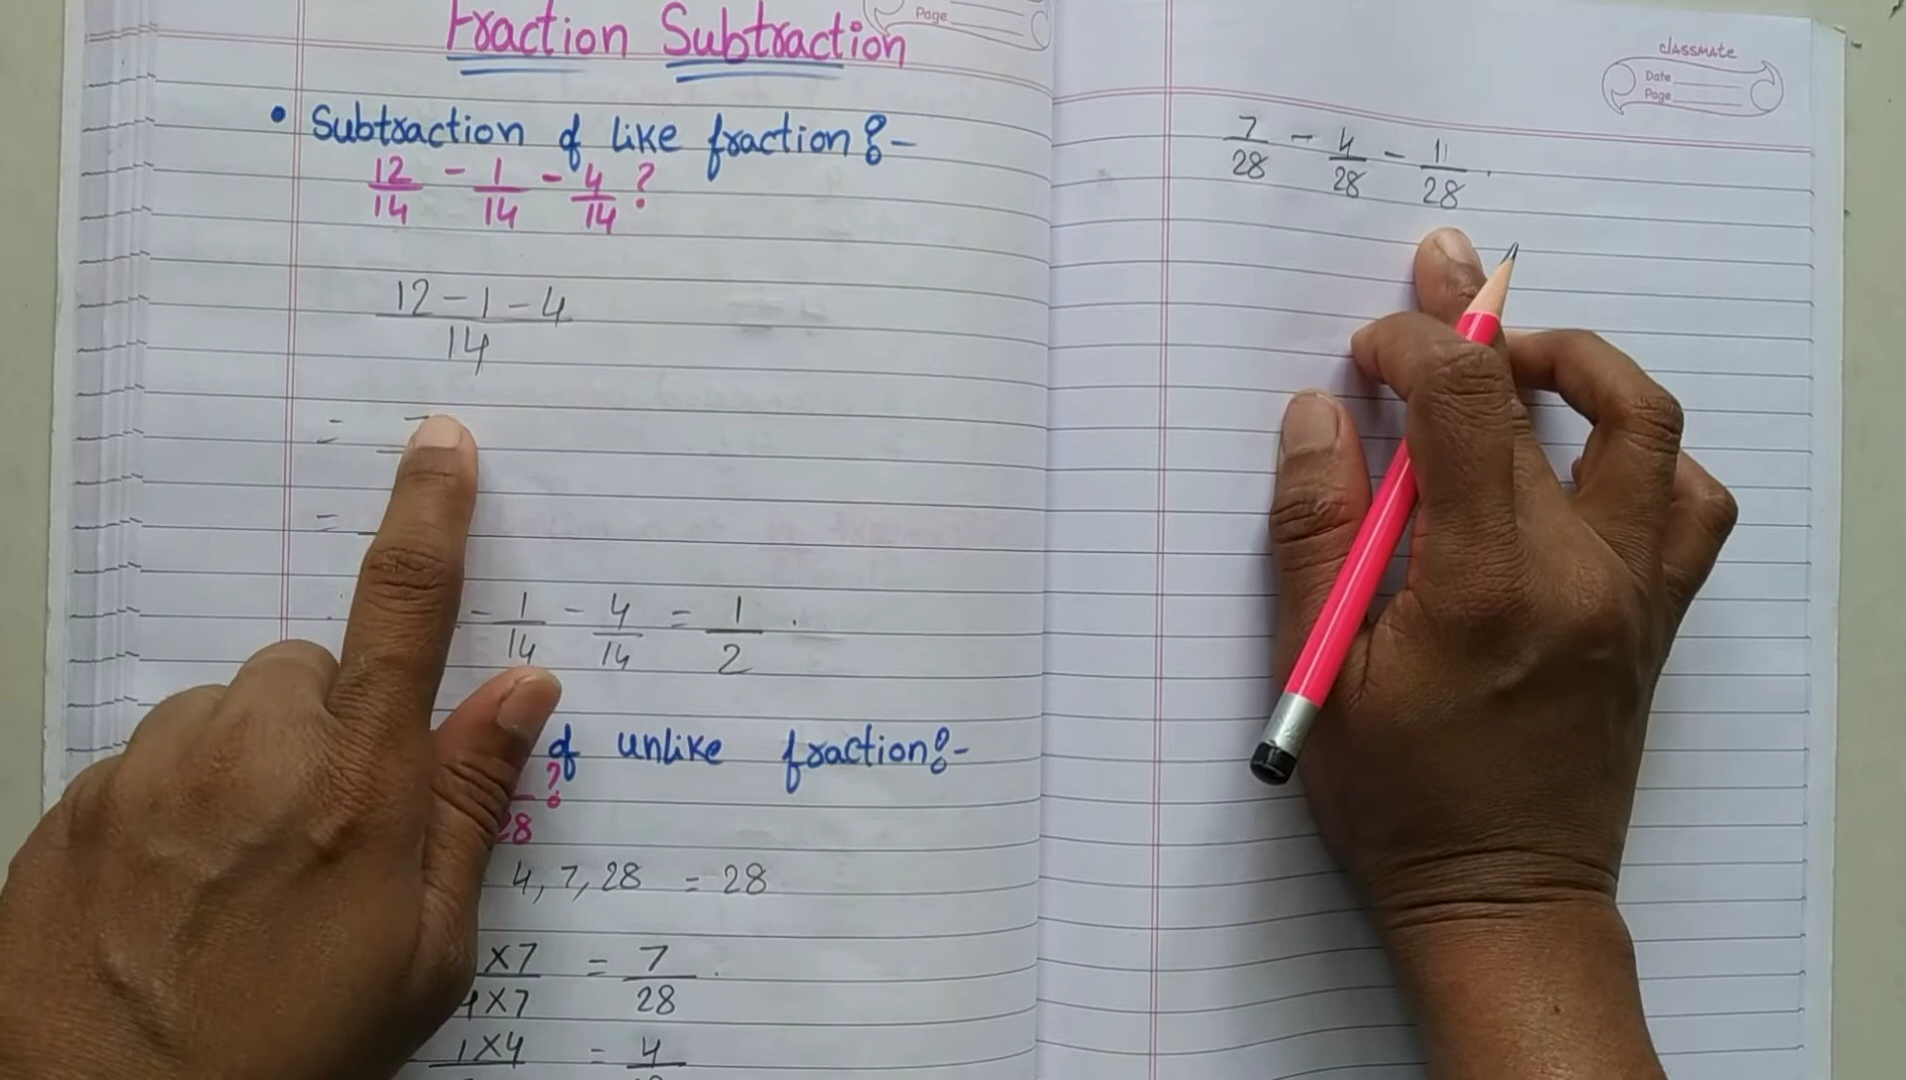 Fraction Subtraction
Page
• Subtraction of like fraction :-
12/14 - 1/14 - 4/14 ?
12 - 1 - 4
14
=
=
- 1/14 - 4/14 = 1/2 .
of unlike fraction :-
?
28
4, 7, 28 = 28
×7 = 7/28 .
4×7
1×4 = 4
classmate
Date
Page
7/28 - 4/28 - 1/28 .